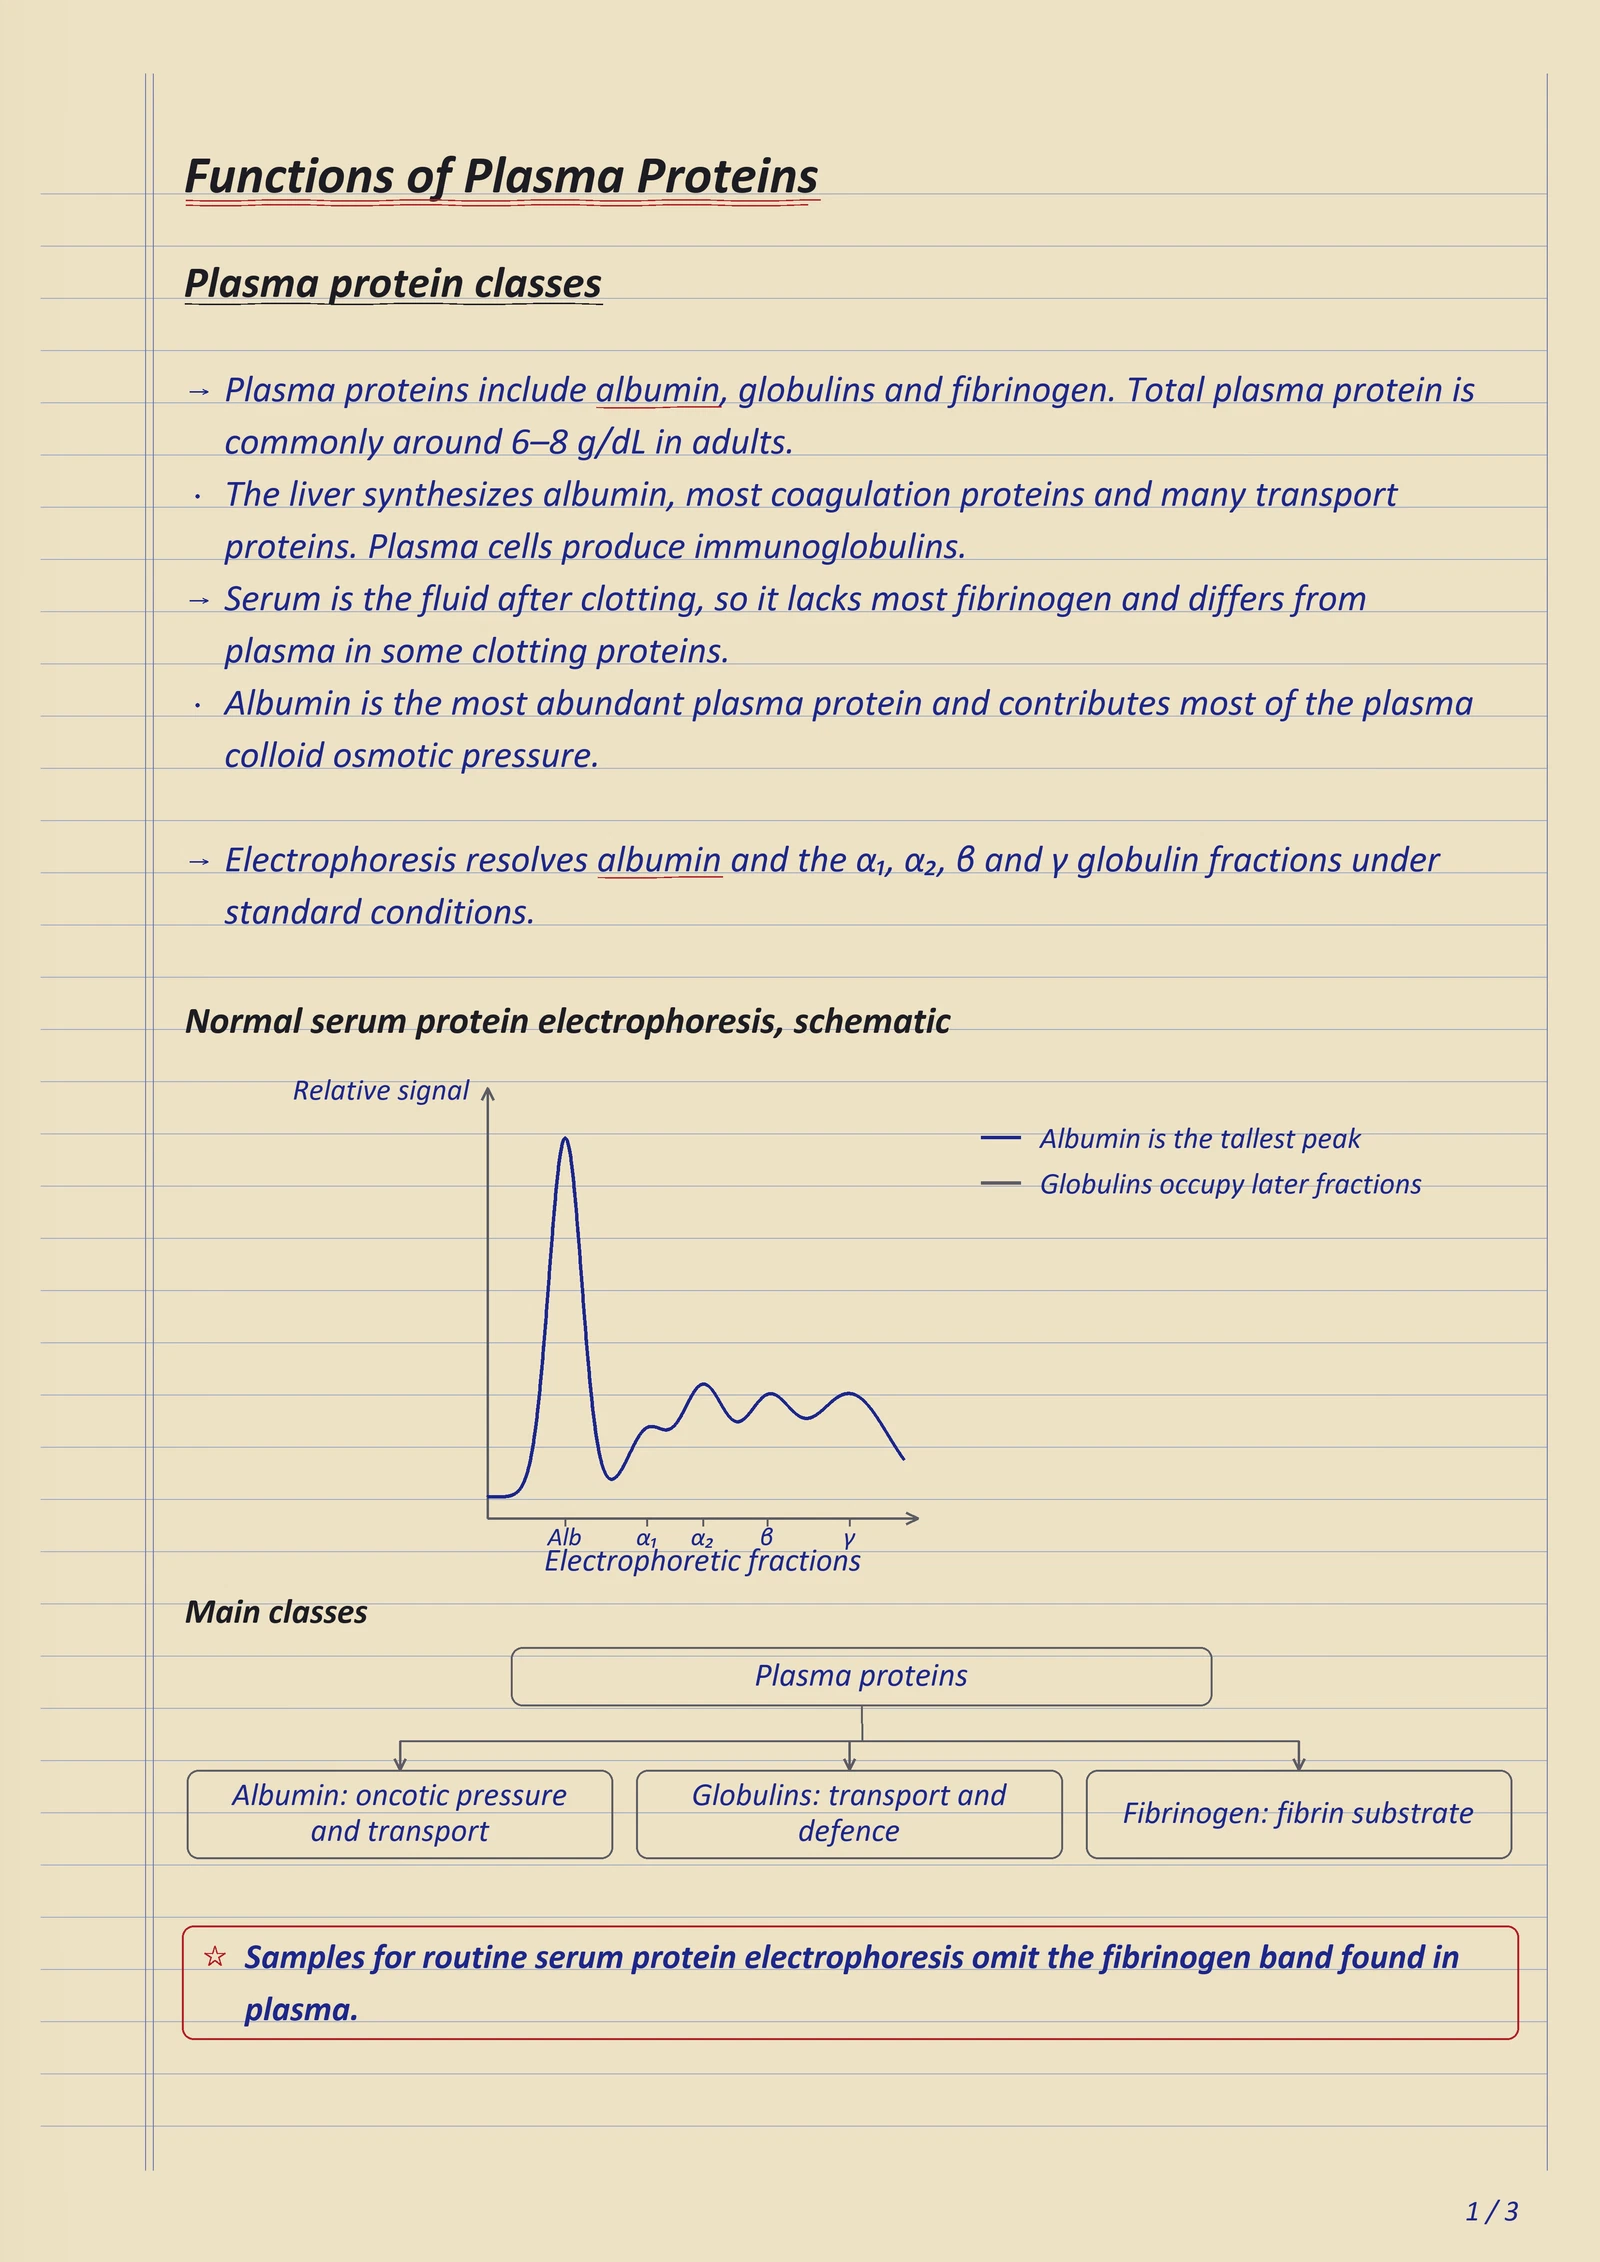 Functions of Plasma Proteins
Plasma protein classes
→ Plasma proteins include albumin, globulins and fibrinogen. Total plasma protein is
commonly around 6–8 g/dL in adults.
· The liver synthesizes albumin, most coagulation proteins and many transport
proteins. Plasma cells produce immunoglobulins.
→ Serum is the fluid after clotting, so it lacks most fibrinogen and differs from
plasma in some clotting proteins.
· Albumin is the most abundant plasma protein and contributes most of the plasma
colloid osmotic pressure.
→ Electrophoresis resolves albumin and the α₁, α₂, β and γ globulin fractions under
standard conditions.
Normal serum protein electrophoresis, schematic
Relative signal
Albumin is the tallest peak
Globulins occupy later fractions
Alb α₁ α₂ β γ
Electrophoretic fractions
Main classes
Plasma proteins
Albumin: oncotic pressure
and transport
Globulins: transport and
defence
Fibrinogen: fibrin substrate
☆ Samples for routine serum protein electrophoresis omit the fibrinogen band found in
plasma.
1 / 3